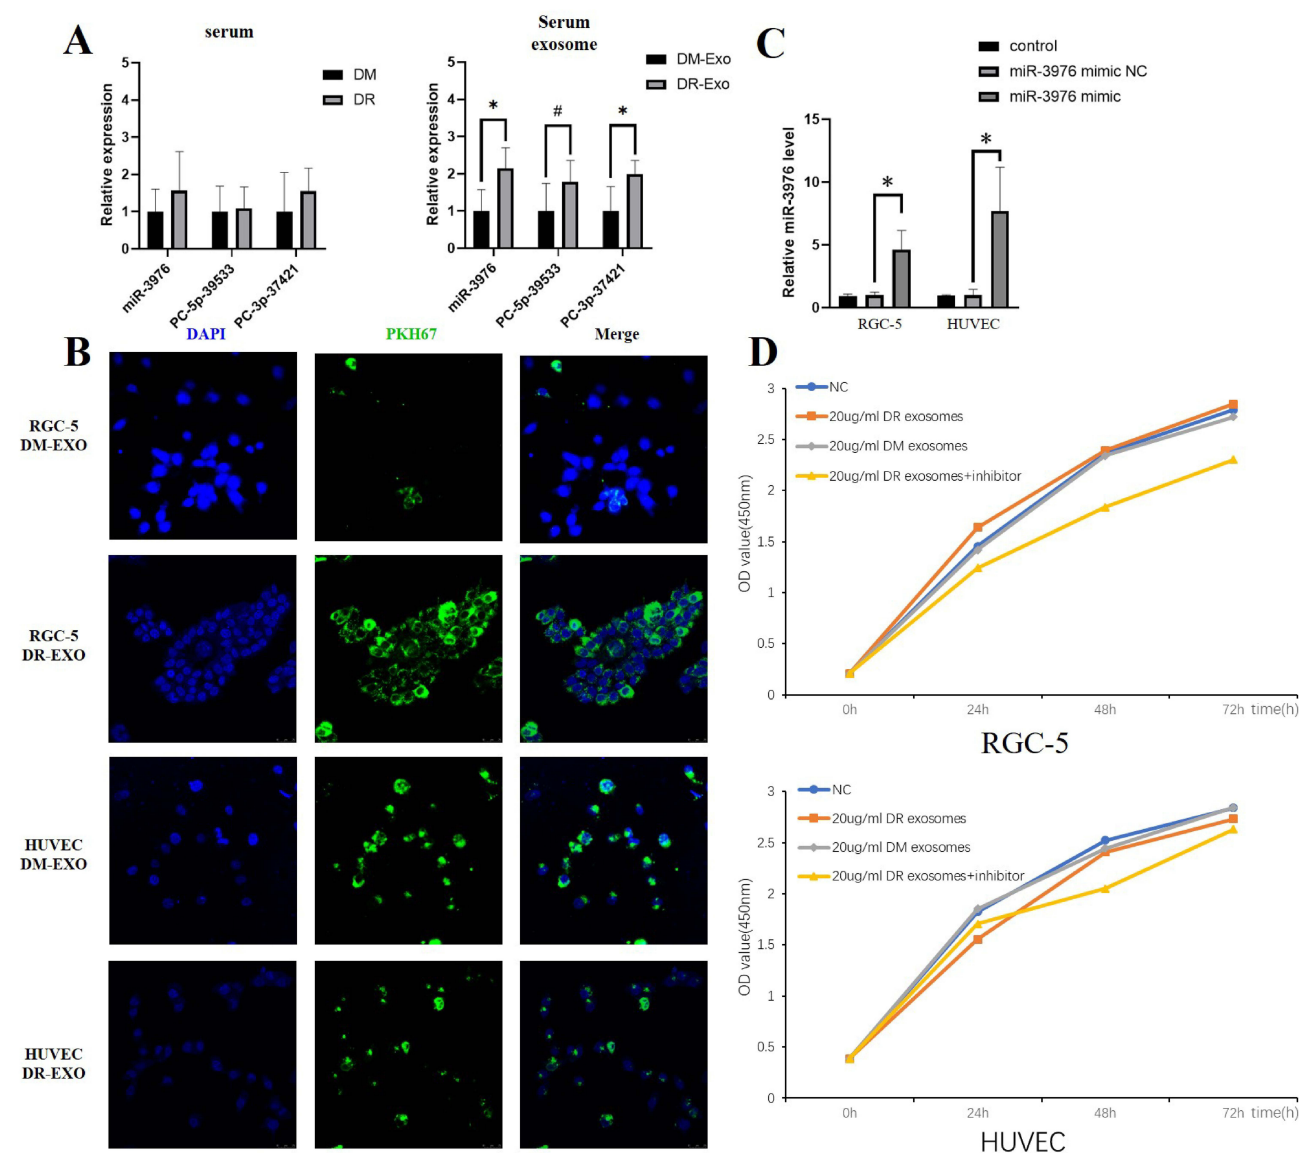 A
serum
5
4
3
2
1
0
Relative expression
DM
DR
miR-3976
PC-5p-39533
PC-3p-37421
Serum
exosome
5
4
3
2
1
0
Relative expression
DM-Exo
DR-Exo
*
#
*
miR-3976
PC-5p-39533
PC-3p-37421
C
control
miR-3976 mimic NC
miR-3976 mimic
15
10
5
0
Relative miR-3976 level
*
*
RGC-5
HUVEC
B
DAPI
PKH67
Merge
RGC-5
DM-EXO
RGC-5
DR-EXO
HUVEC
DM-EXO
HUVEC
DR-EXO
D
3
2.5
2
1.5
1
0.5
0
OD value(450nm)
NC
20ug/ml DR exosomes
20ug/ml DM exosomes
20ug/ml DR exosomes+inhibitor
0h
24h
48h
72h
time(h)
RGC-5
3
2.5
2
1.5
1
0.5
0
OD value(450nm)
NC
20ug/ml DR exosomes
20ug/ml DM exosomes
20ug/ml DR exosomes+inhibitor
0h
24h
48h
72h
time(h)
HUVEC